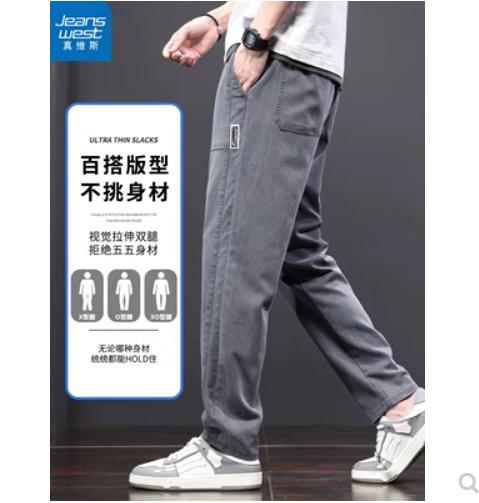 Jeans
west
真维斯
ULTRA THIN SLACKS
百搭版型
不挑身材
视觉拉伸双腿
拒绝五五身材
X型腿
O型腿
XO型腿
无论哪种身材
统统都能HOLD住